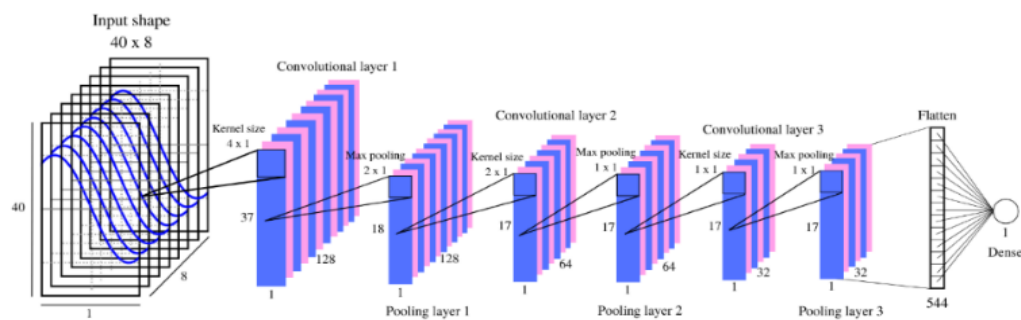 Input shape
40 x 8
40
1
8
Convolutional layer 1
Kernel size
4 x 1
37
128
1
Max pooling
2 x 1
18
128
1
Pooling layer 1
Convolutional layer 2
Kernel size
2 x 1
17
64
1
Max pooling
1 x 1
17
64
1
Pooling layer 2
Convolutional layer 3
Kernel size
1 x 1
17
32
1
Max pooling
1 x 1
17
32
1
Pooling layer 3
Flatten
544
1
Dense